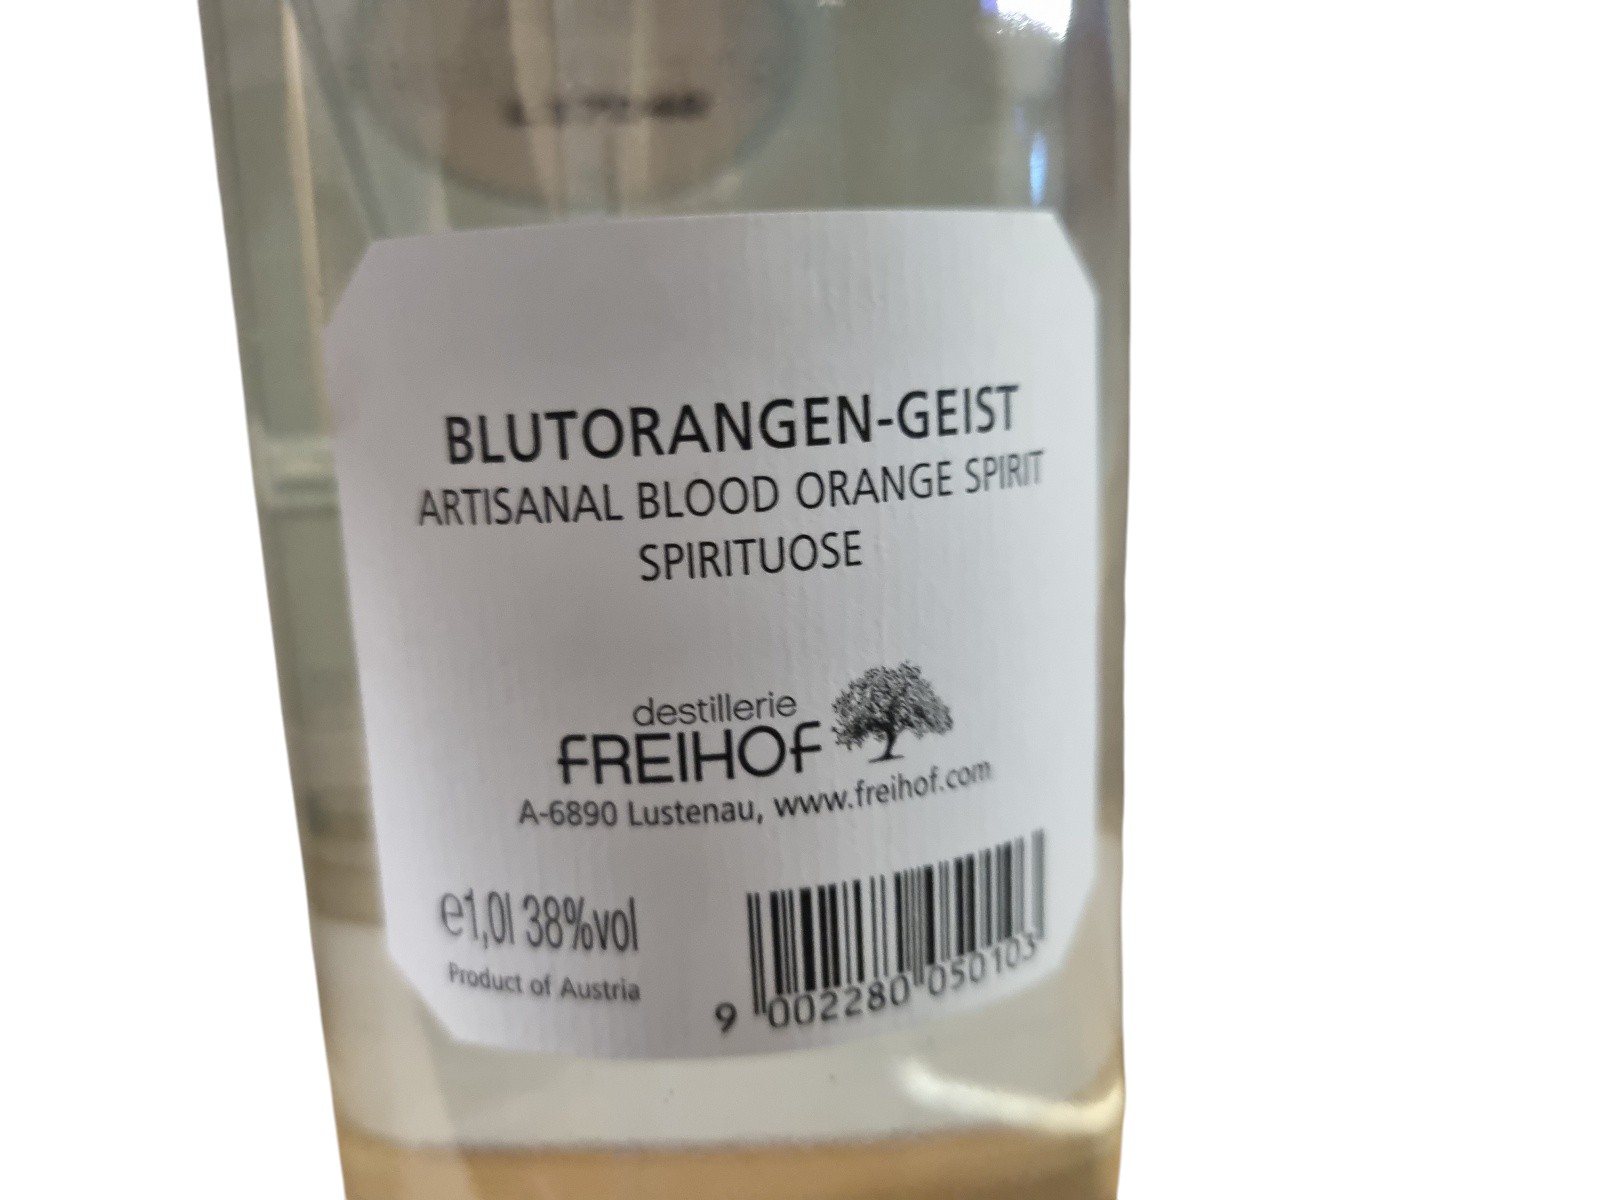 BLUTORANGEN-GEIST
ARTISANAL BLOOD ORANGE SPIRIT
SPIRITUOSE
destillerie
FREIHOF
A-6890 Lustenau, www.freihof.com
e1,0l 38%vol
Product of Austria
9 002280 050103